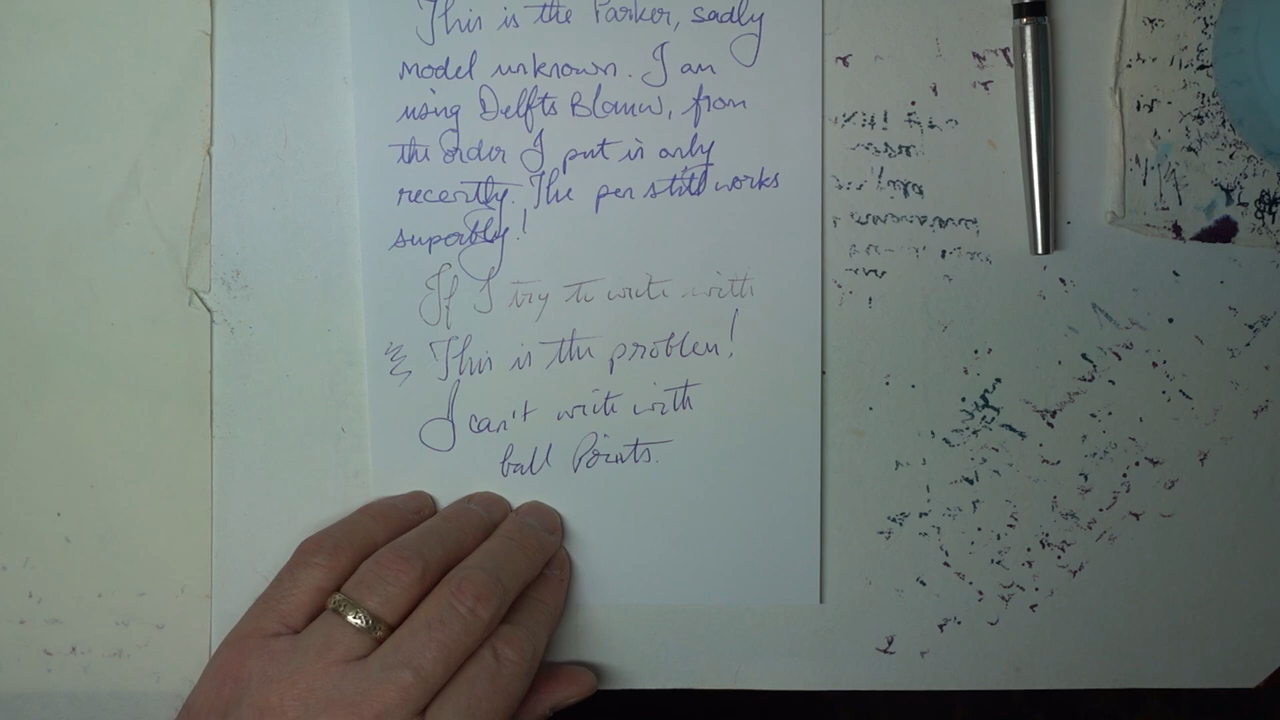 This is the Parker, sadly
model unknown. I am
using Delfts Blauw, from
the order I put in only
recently. The pen still works
superbly!
If I try to write with
This is the problem!
I can't write with
ball Points.